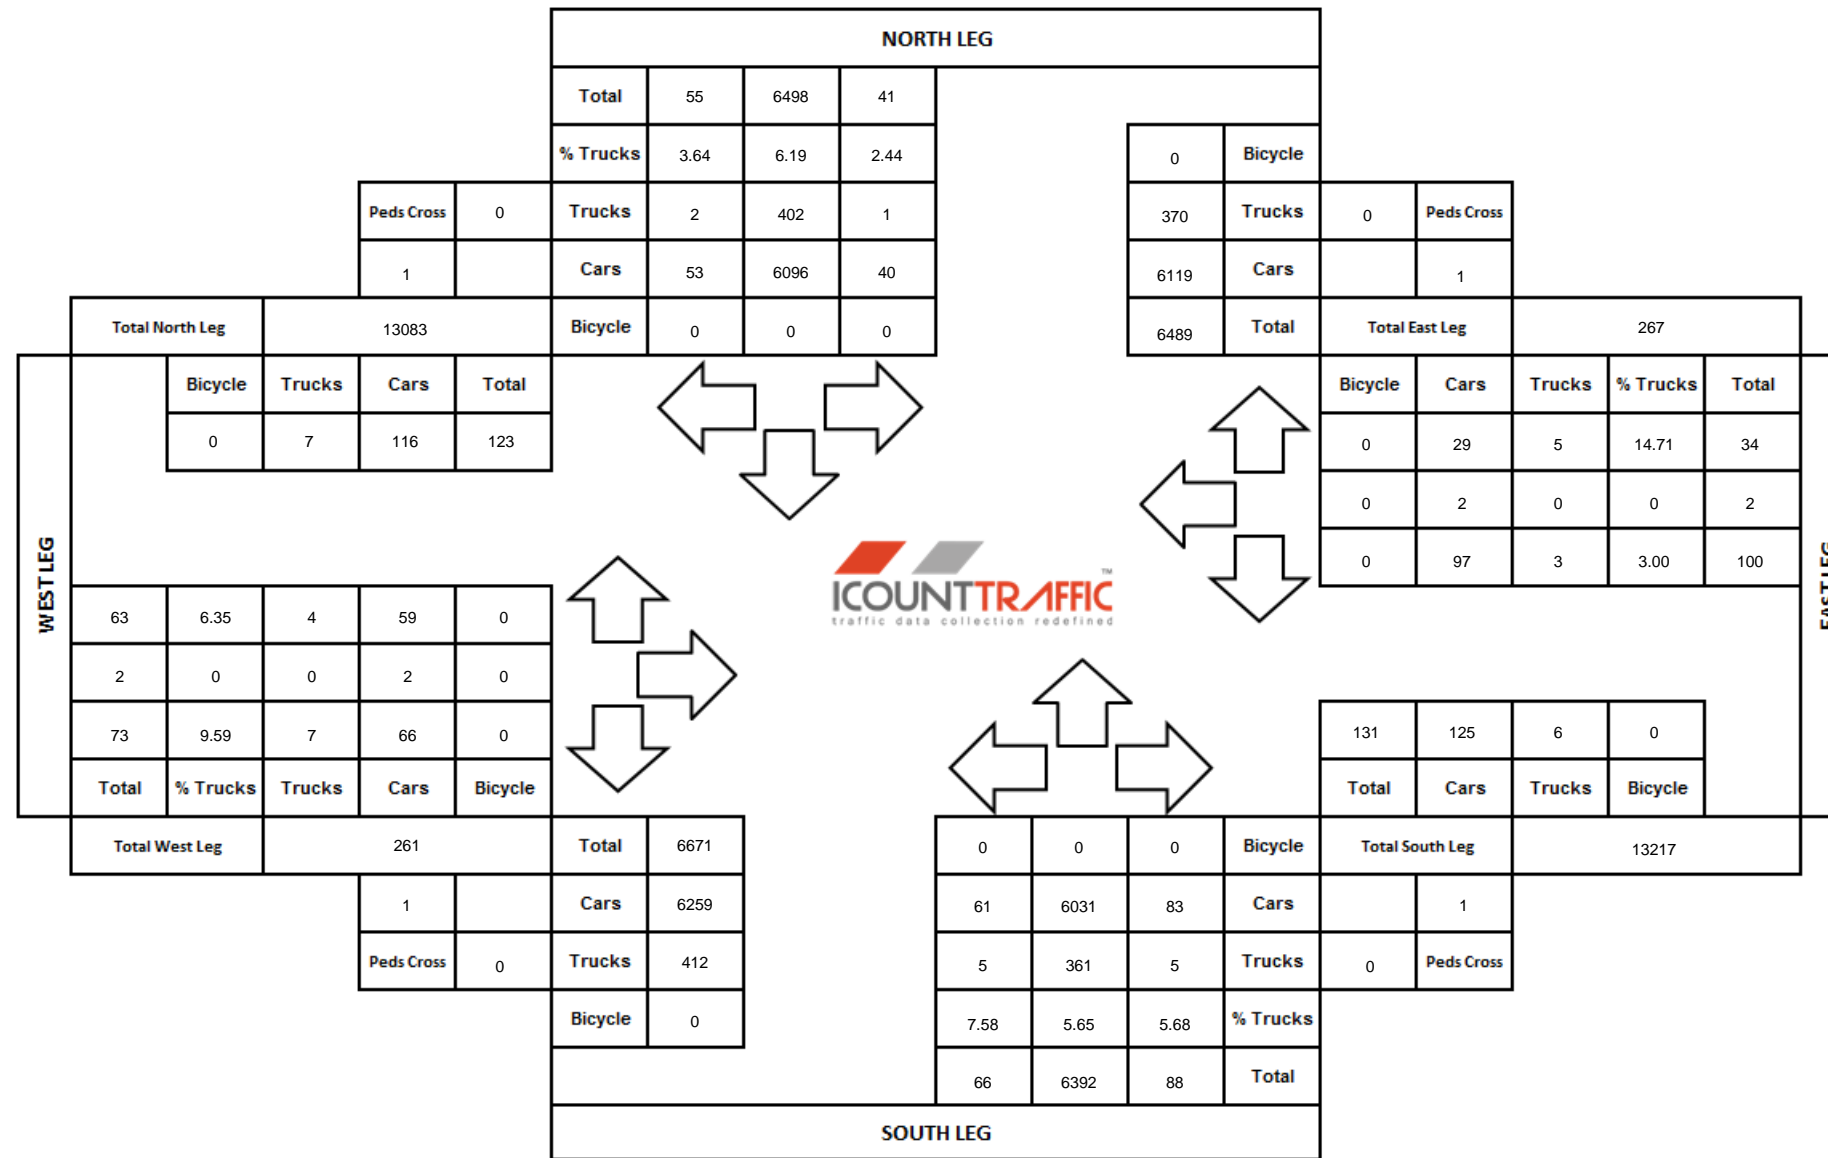 NORTH LEG
Total 55 6498 41
% Trucks 3.64 6.19 2.44 0 Bicycle
Peds Cross 0 Trucks 2 402 1 370 Trucks 0 Peds Cross
1 Cars 53 6096 40 6119 Cars 1
Total North Leg 13083 Bicycle 0 0 0 6489 Total Total East Leg 267
Bicycle Trucks Cars Total Bicycle Cars Trucks % Trucks Total
0 7 116 123 0 29 5 14.71 34
0 2 0 0 2
WEST LEG
EAST LEG
0 97 3 3.00 100
ICOUNTTRAFFIC™
traffic data collection redefined
63 6.35 4 59 0
2 0 0 2 0
73 9.59 7 66 0 131 125 6 0
Total % Trucks Trucks Cars Bicycle Total Cars Trucks Bicycle
Total West Leg 261 Total 6671 0 0 0 Bicycle Total South Leg 13217
1 Cars 6259 61 6031 83 Cars 1
Peds Cross 0 Trucks 412 5 361 5 Trucks 0 Peds Cross
Bicycle 0 7.58 5.65 5.68 % Trucks
66 6392 88 Total
SOUTH LEG